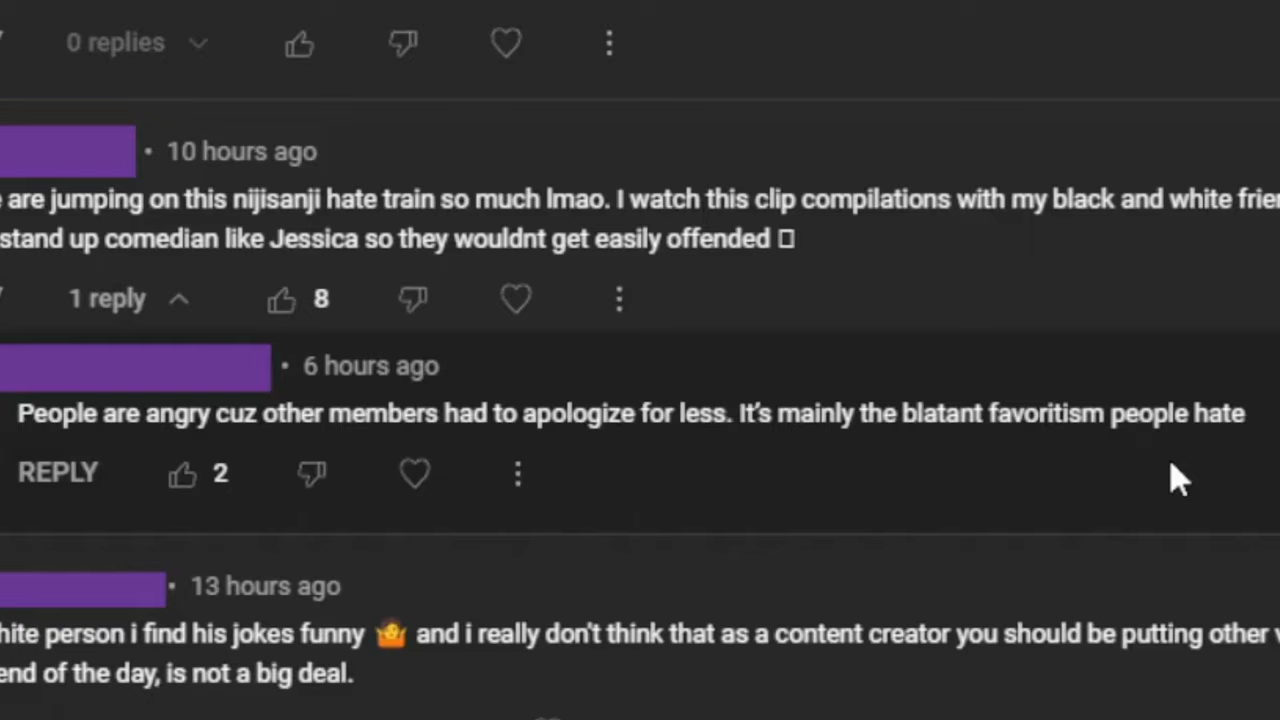 0 replies
• 10 hours ago
are jumping on this nijisanji hate train so much lmao. I watch this clip compilations with my black and white frien
stand up comedian like Jessica so they wouldnt get easily offended
1 reply 8
• 6 hours ago
People are angry cuz other members had to apologize for less. It's mainly the blatant favoritism people hate
REPLY 2
• 13 hours ago
hite person i find his jokes funny 🤷 and i really don't think that as a content creator you should be putting other
end of the day, is not a big deal.